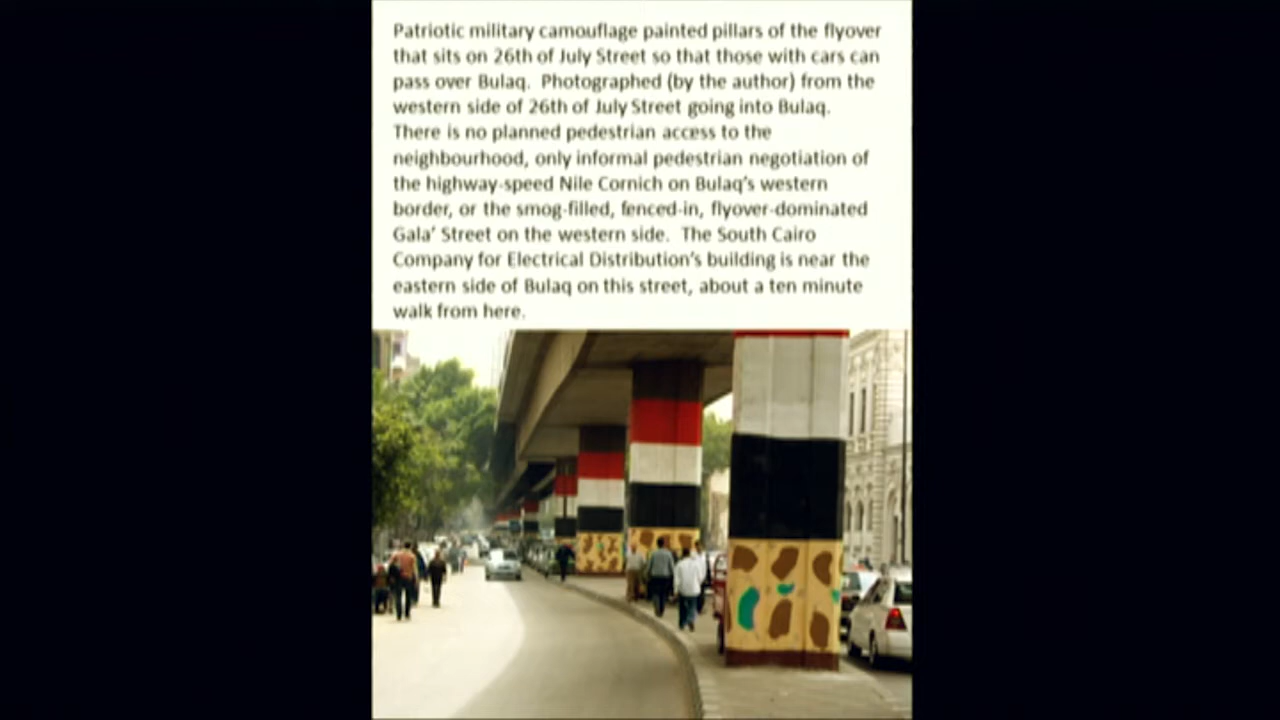 Patriotic military camouflage painted pillars of the flyover
that sits on 26th of July Street so that those with cars can
pass over Bulaq.  Photographed (by the author) from the
western side of 26th of July Street going into Bulaq.
There is no planned pedestrian access to the
neighbourhood, only informal pedestrian negotiation of
the highway-speed Nile Cornich on Bulaq's western
border, or the smog-filled, fenced-in, flyover-dominated
Gala' Street on the western side.  The South Cairo
Company for Electrical Distribution's building is near the
eastern side of Bulaq on this street, about a ten minute
walk from here.